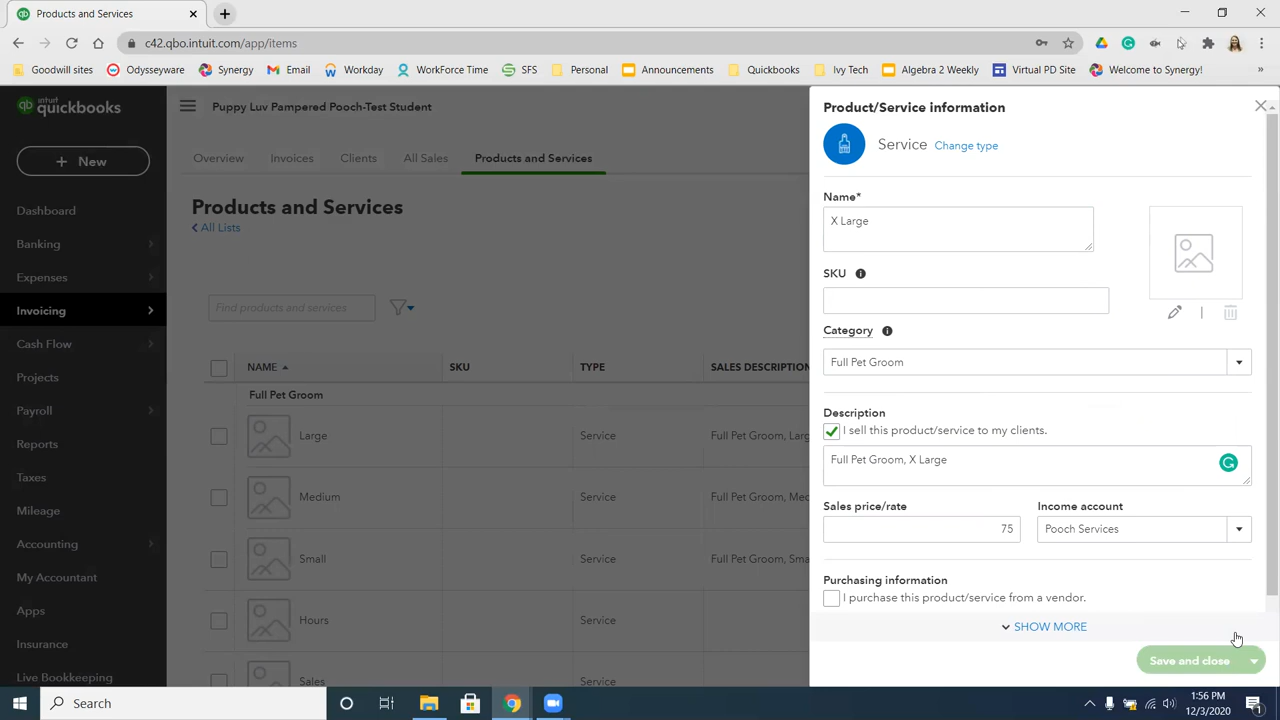 QuickBooks
c42.qbo.intuit.com/app/items
Goodwill sites
Odysseyware
Synergy
Email
Workday
WorkForce Time
SFS
Personal
Announcements
Quickbooks
Ivy Tech
Algebra 2 Weekly
Virtual PD Site
Welcome to Synergy!
»
intuit quickbooks
Puppy Luv Pampered Pooch-Test Student
+ New
Overview
Invoices
Clients
All Sales
Products and Services
Dashboard
Banking
Expenses
Invoicing
Cash Flow
Projects
Payroll
Reports
Taxes
Mileage
Accounting
My Accountant
Apps
Insurance
Live Bookkeeping
Products and Services
All Lists
Find products and services
NAME
SKU
TYPE
SALES DESCRIPTION
Full Pet Groom
Large
Service
Full Pet Groom, Larg
Medium
Service
Full Pet Groom, Med
Small
Service
Full Pet Groom, Sma
Hours
Service
Sales
Service
Product/Service information
Service
Change type
Name*
X Large
SKU
Category
Full Pet Groom
Description
I sell this product/service to my clients.
Full Pet Groom, X Large
Sales price/rate
Income account
75
Pooch Services
Purchasing information
I purchase this product/service from a vendor.
SHOW MORE
Save and close
Search
1:56 PM
12/3/2020
1